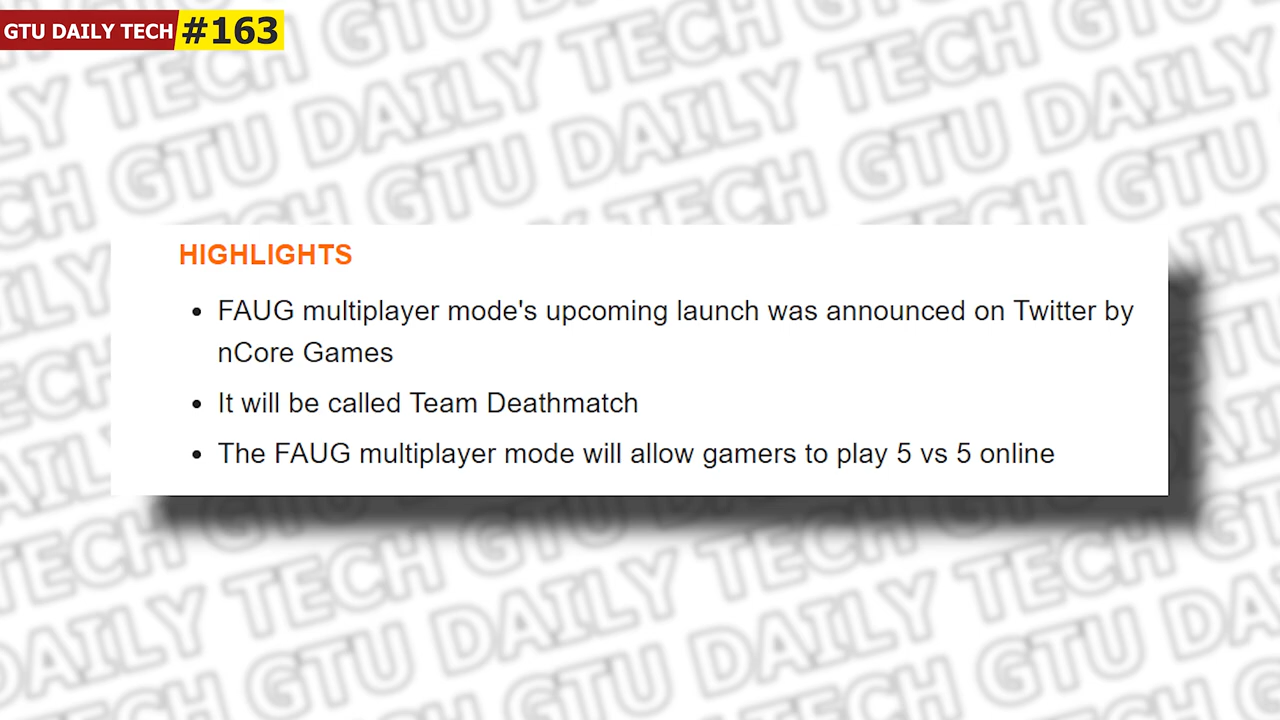 GTU DAILY TECH #163
HIGHLIGHTS
• FAUG multiplayer mode's upcoming launch was announced on Twitter by
nCore Games
• It will be called Team Deathmatch
• The FAUG multiplayer mode will allow gamers to play 5 vs 5 online